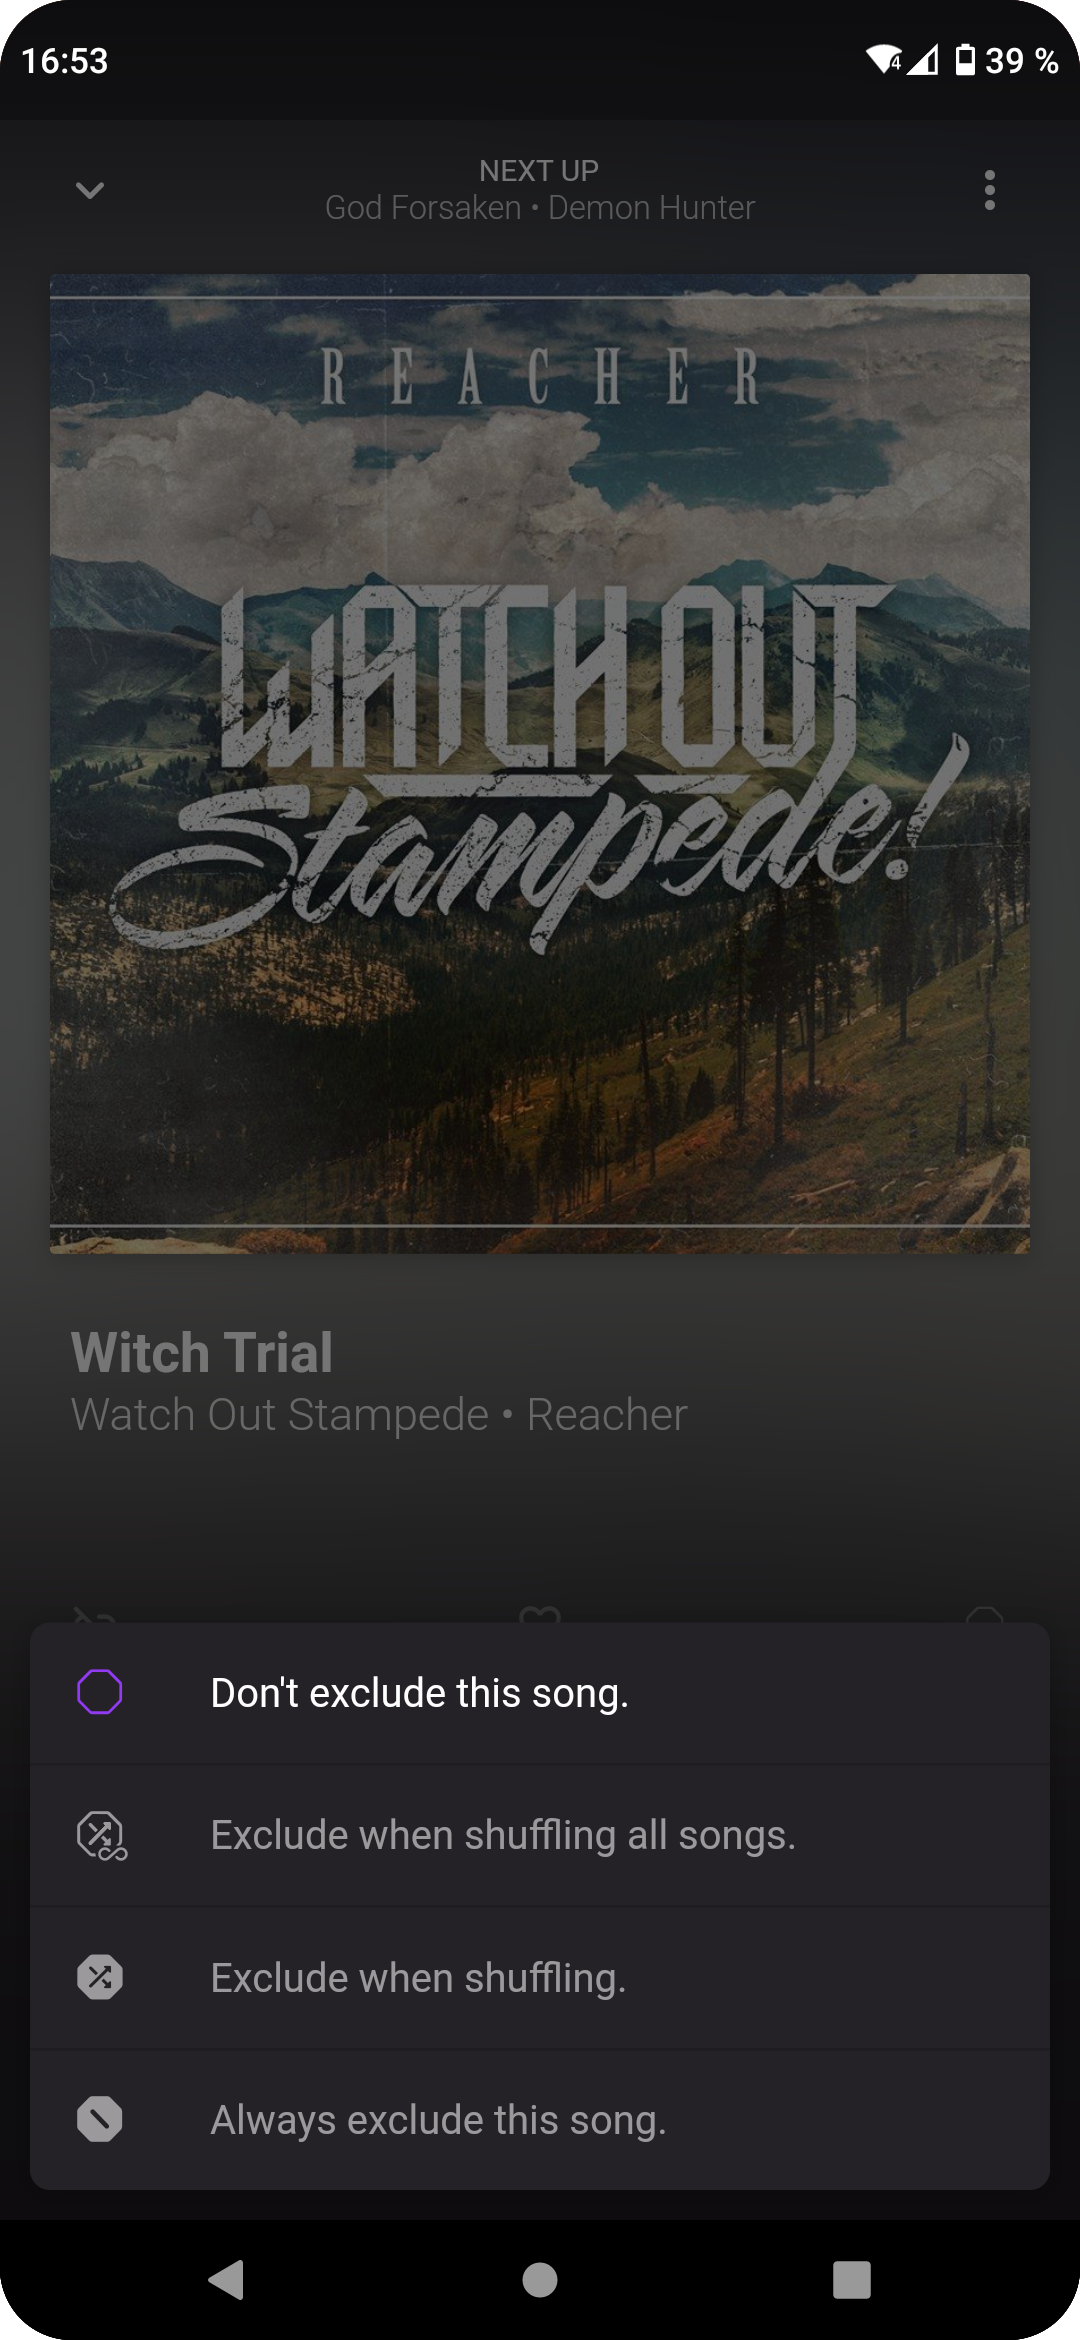 16:53
4
39 %
NEXT UP
God Forsaken • Demon Hunter
REACHER
WATCH OUT
Stampede!
Witch Trial
Watch Out Stampede • Reacher
Don't exclude this song.
Exclude when shuffling all songs.
Exclude when shuffling.
Always exclude this song.